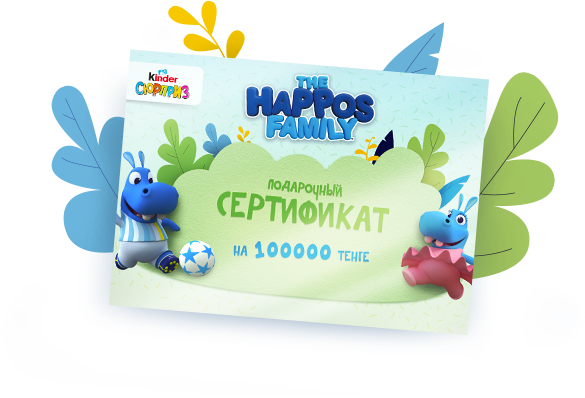 kinder
СЮРПРИЗ
THE
HAPPOS
FAMILY
ПОДАРОЧНЫЙ
СЕРТИФИКАТ
НА 100000 ТЕНГЕ